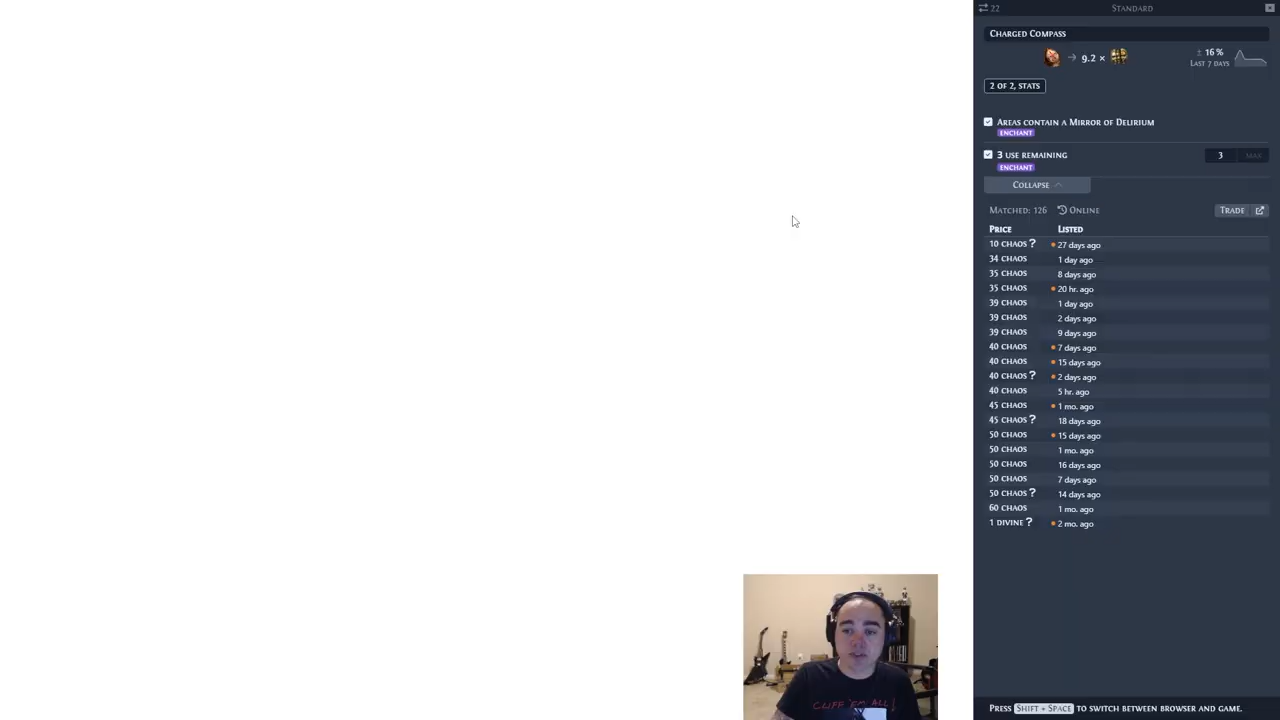 22
STANDARD
CHARGED COMPASS
9.2 ×
± 16 %
LAST 7 DAYS
2 OF 2, STATS
AREAS CONTAIN A MIRROR OF DELIRIUM
ENCHANT
3 USE REMAINING 3 MAX
ENCHANT
COLLAPSE
MATCHED: 126 ONLINE TRADE
PRICE LISTED
10 CHAOS ? 27 days ago
34 CHAOS 1 day ago
35 CHAOS 8 days ago
35 CHAOS 20 hr. ago
39 CHAOS 1 day ago
39 CHAOS 2 days ago
39 CHAOS 9 days ago
40 CHAOS 7 days ago
40 CHAOS 15 days ago
40 CHAOS ? 2 days ago
40 CHAOS 5 hr. ago
45 CHAOS 1 mo. ago
45 CHAOS ? 18 days ago
50 CHAOS 15 days ago
50 CHAOS 1 mo. ago
50 CHAOS 16 days ago
50 CHAOS 7 days ago
50 CHAOS ? 14 days ago
60 CHAOS 1 mo. ago
1 DIVINE ? 2 mo. ago
CLIFF 'EM ALL!
PRESS SHIFT + SPACE TO SWITCH BETWEEN BROWSER AND GAME.